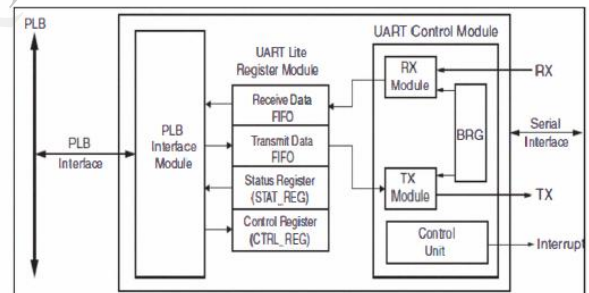 PLB
UART Control Module
UART Lite
Register Module
RX
Module
RX
Receive Data
FIFO
PLB
Interface
PLB
Interface
Module
Transmit Data
FIFO
BRG
Serial
Interface
Status Register
(STAT_REG)
TX
Module
TX
Control Register
(CTRL_REG)
Control
Unit
Interrupt